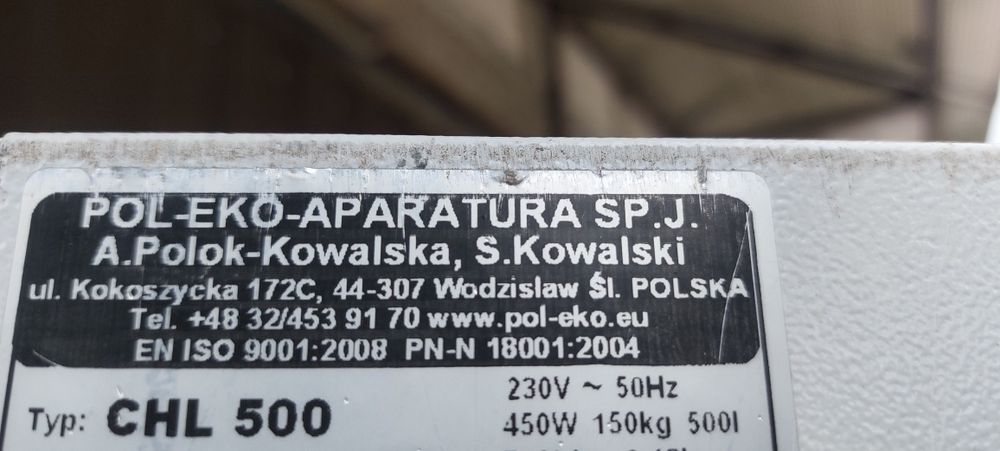 POL-EKO-APARATURA SP.J.
A.Polok-Kowalska, S.Kowalski
ul. Kokoszycka 172C, 44-307 Wodzislaw Śl. POLSKA
Tel. +48 32/453 91 70 www.pol-eko.eu
EN ISO 9001:2008 PN-N 18001:2004
230V ~ 50Hz
Typ: CHL 500 450W 150kg 500l